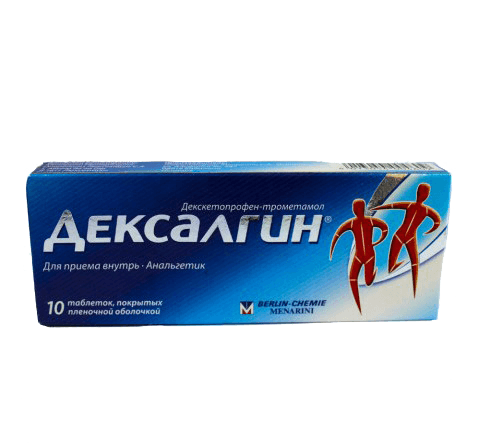 Декскетопрофен-трометамол
Дексалгин®
Для приема внутрь · Анальгетик
10 таблеток, покрытых
пленочной оболочкой
BERLIN-CHEMIE
MENARINI